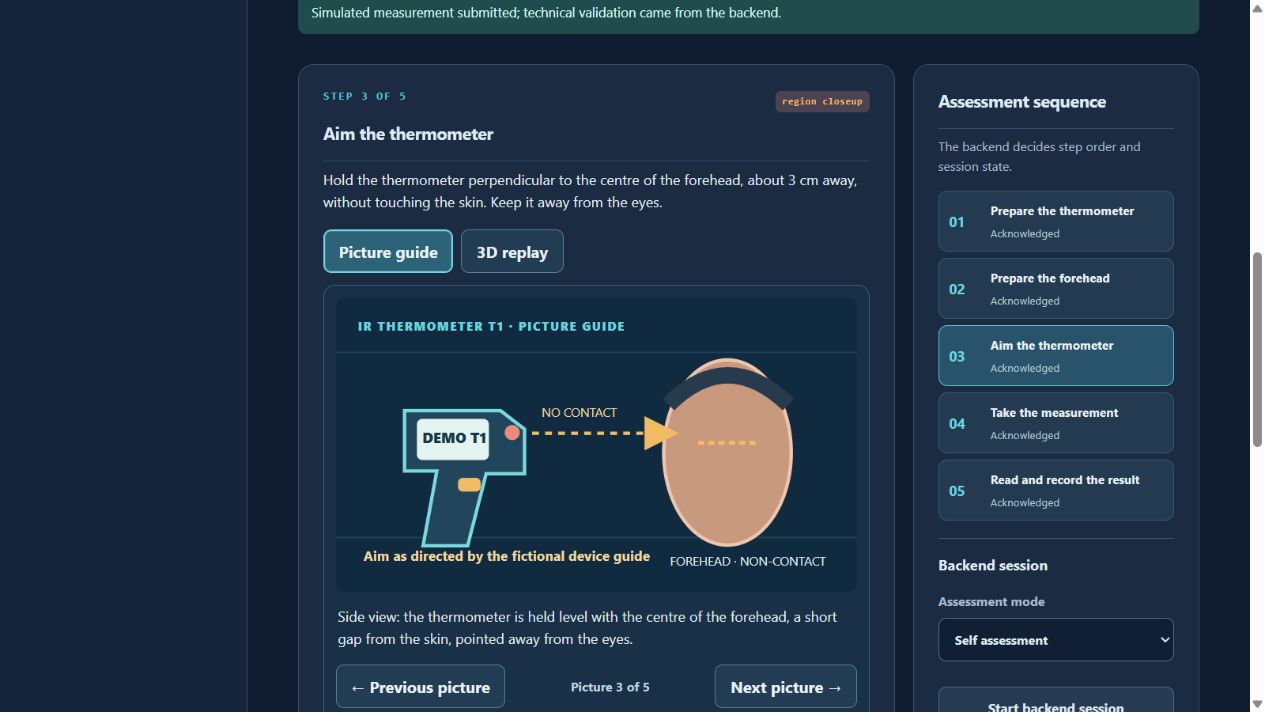 Simulated measurement submitted; technical validation came from the backend.
STEP 3 OF 5
region closeup
Aim the thermometer
Hold the thermometer perpendicular to the centre of the forehead, about 3 cm away,
without touching the skin. Keep it away from the eyes.
Picture guide
3D replay
IR THERMOMETER T1 · PICTURE GUIDE
NO CONTACT
DEMO T1
Aim as directed by the fictional device guide
FOREHEAD · NON-CONTACT
Side view: the thermometer is held level with the centre of the forehead, a short
gap from the skin, pointed away from the eyes.
← Previous picture
Picture 3 of 5
Next picture →
Assessment sequence
The backend decides step order and
session state.
01
Prepare the thermometer
Acknowledged
02
Prepare the forehead
Acknowledged
03
Aim the thermometer
Acknowledged
04
Take the measurement
Acknowledged
05
Read and record the result
Acknowledged
Backend session
Assessment mode
Self assessment
Start backend session